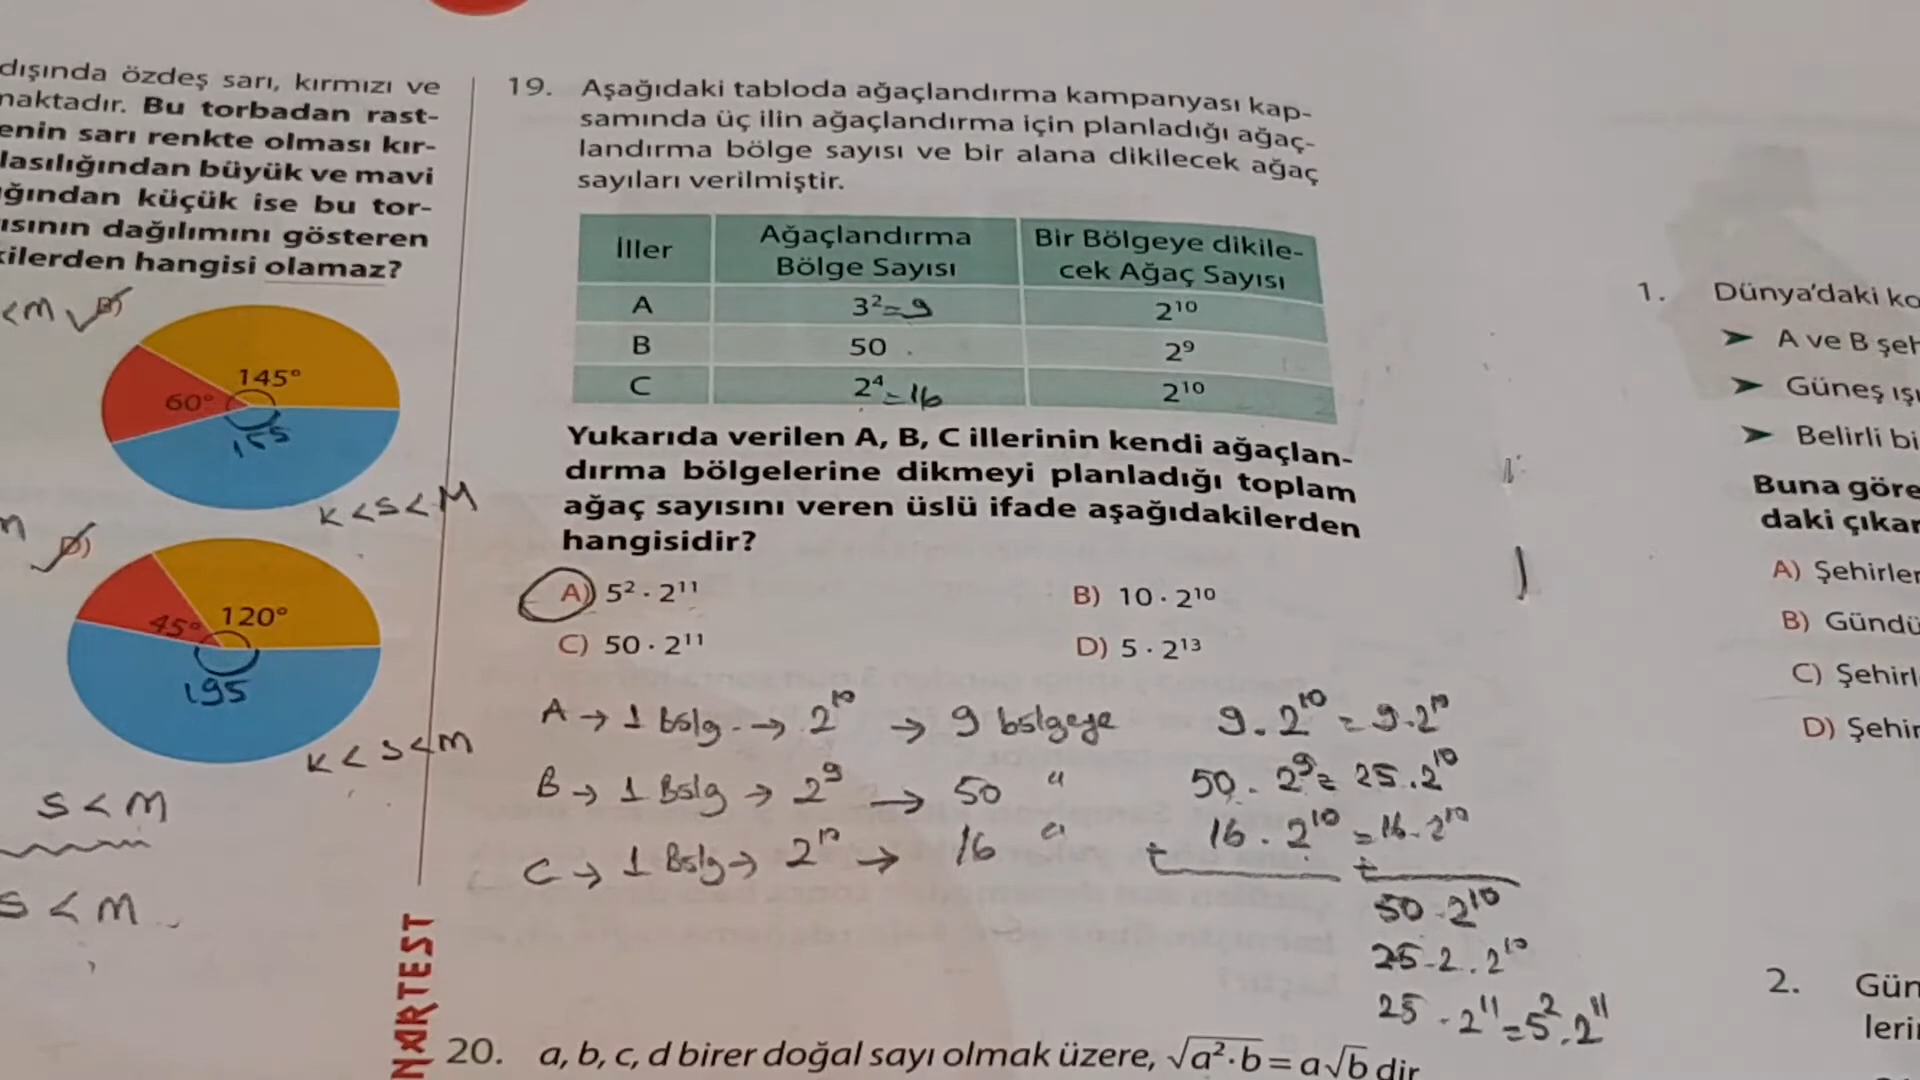 dışında özdeş sarı, kırmızı ve
maktadır. Bu torbadan rast-
enin sarı renkte olması kır-
lasılığından büyük ve mavi
ğından küçük ise bu tor-
ısının dağılımını gösteren
kilerden hangisi olamaz?
<M B)
145°
60°
155
K<S<M
D)
120°
45°
195
K<S<M
S<M
S<M
NARTEST
19. Aşağıdaki tabloda ağaçlandırma kampanyası kap-
samında üç ilin ağaçlandırma için planladığı ağaç-
landırma bölge sayısı ve bir alana dikilecek ağaç
sayıları verilmiştir.
İller Ağaçlandırma Bölge Sayısı Bir Bölgeye dikile-cek Ağaç Sayısı
A 3²=9 2¹⁰
B 50 2⁹
C 2⁴=16 2¹⁰
Yukarıda verilen A, B, C illerinin kendi ağaçlan-
dırma bölgelerine dikmeyi planladığı toplam
ağaç sayısını veren üslü ifade aşağıdakilerden
hangisidir?
A) 5² · 2¹¹ B) 10 · 2¹⁰
C) 50 · 2¹¹ D) 5 · 2¹³
A → 1 bölg. → 2¹⁰ → 9 bölgeye 9.2¹⁰ = 9.2¹⁰
B → 1 Bölg → 2⁹ → 50 " 50.2⁹ = 25.2¹⁰
C → 1 Bölg → 2¹⁰ → 16 " 16.2¹⁰ = 16.2¹⁰
+ +
50.2¹⁰
25.2.2¹⁰
25.2¹¹=5².2¹¹
20. a, b, c, d birer doğal sayı olmak üzere, √a²·b = a√b dir
1. Dünya'daki ko
➤ A ve B şeh
➤ Güneş ışı
➤ Belirli bi
Buna göre
daki çıkar
A) Şehirler
B) Gündü
C) Şehirl
D) Şehir
2. Gün
leri